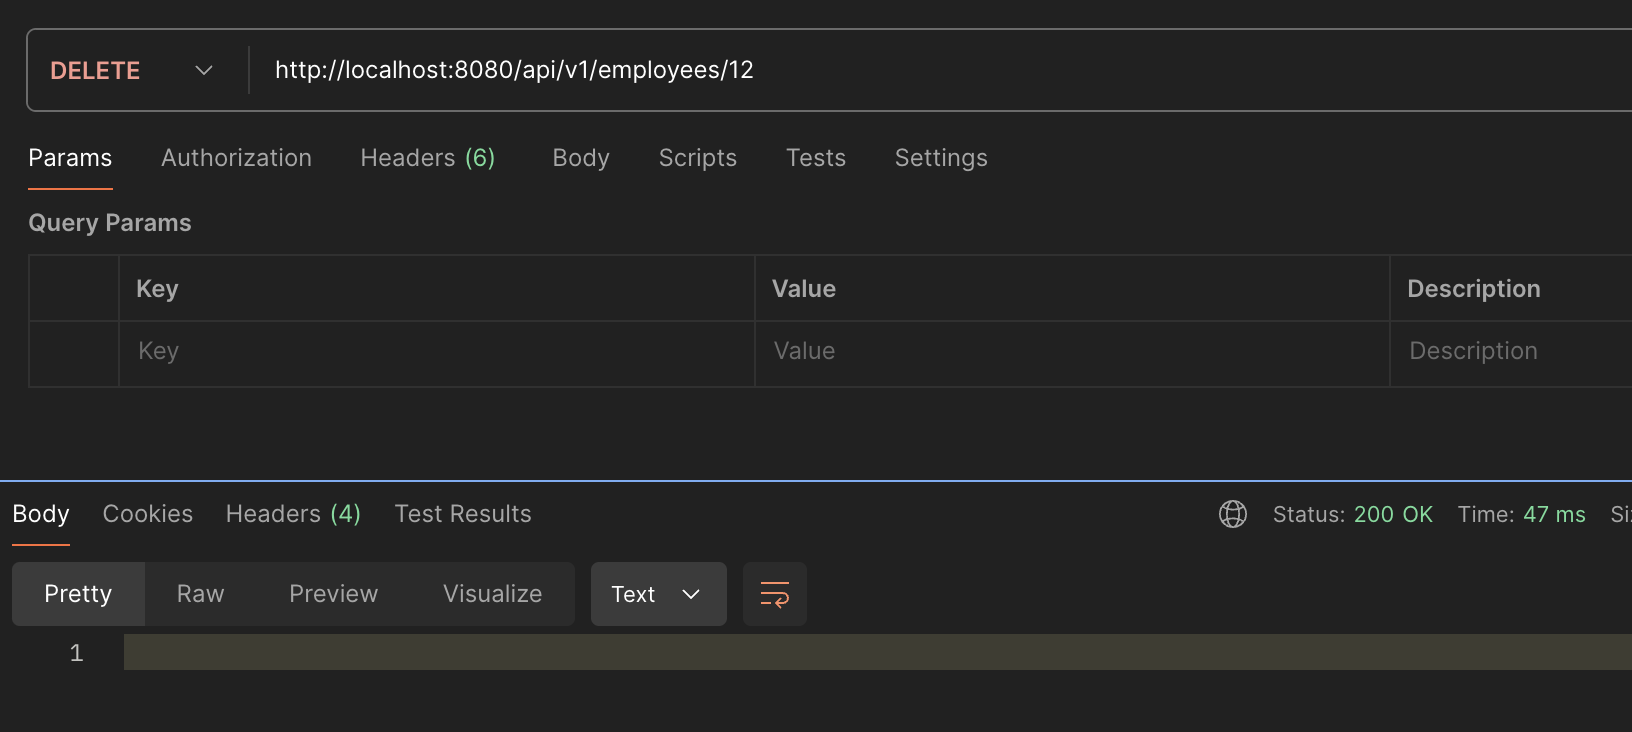 DELETE http://localhost:8080/api/v1/employees/12
Params Authorization Headers (6) Body Scripts Tests Settings
Query Params
Key Value Description
Key Value Description
Body Cookies Headers (4) Test Results Status: 200 OK Time: 47 ms
Pretty Raw Preview Visualize Text
1